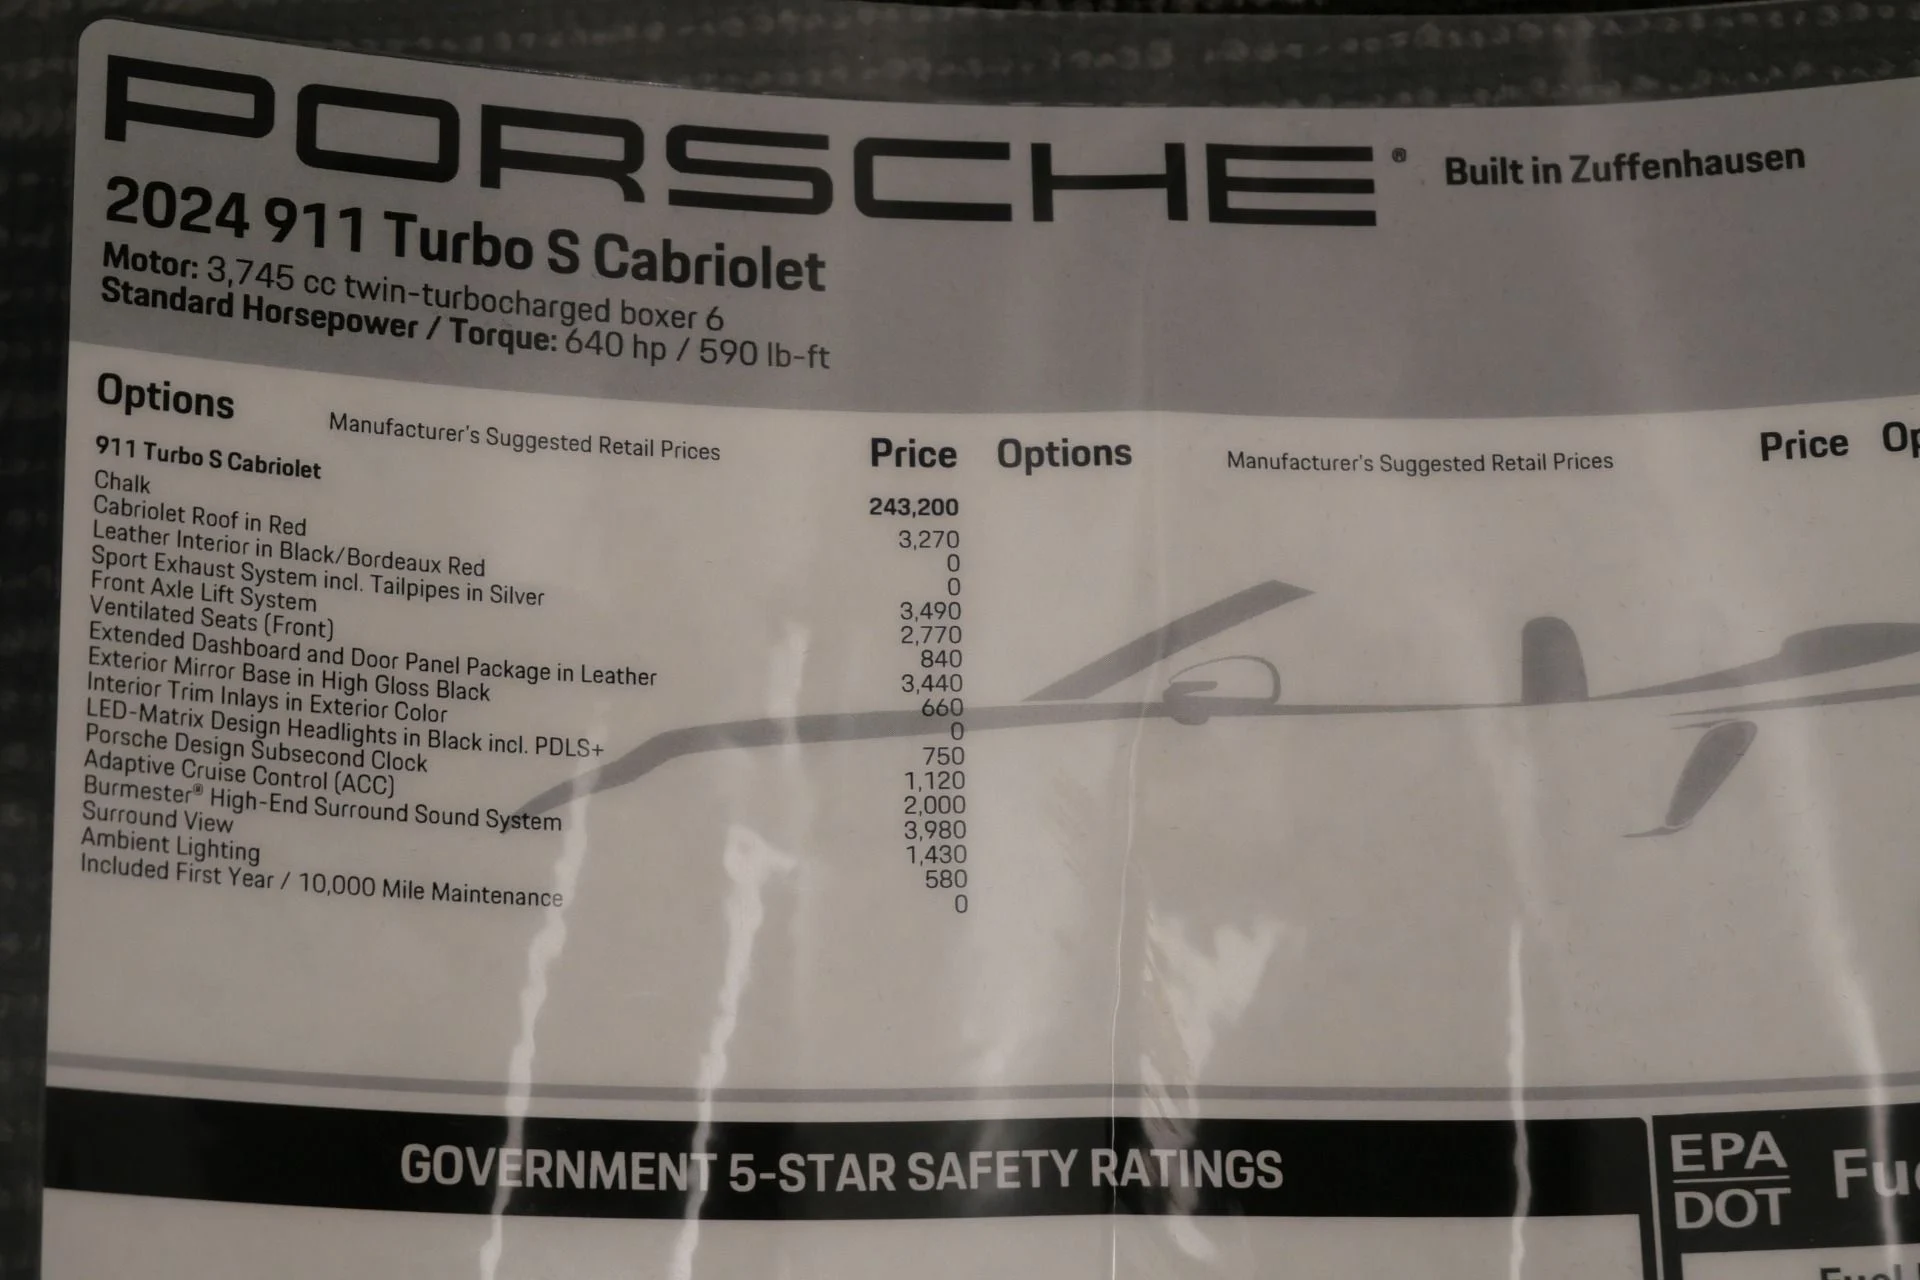 PORSCHE® Built in Zuffenhausen
2024 911 Turbo S Cabriolet
Motor: 3,745 cc twin-turbocharged boxer 6
Standard Horsepower / Torque: 640 hp / 590 lb-ft
Options Manufacturer's Suggested Retail Prices Price Options Manufacturer's Suggested Retail Prices Price Op
911 Turbo S Cabriolet 243,200
Chalk 3,270
Cabriolet Roof in Red 0
Leather Interior in Black/Bordeaux Red 0
Sport Exhaust System incl. Tailpipes in Silver 3,490
Front Axle Lift System 2,770
Ventilated Seats (Front) 840
Extended Dashboard and Door Panel Package in Leather 3,440
Exterior Mirror Base in High Gloss Black 660
Interior Trim Inlays in Exterior Color 0
LED-Matrix Design Headlights in Black incl. PDLS+ 750
Porsche Design Subsecond Clock 1,120
Adaptive Cruise Control (ACC) 2,000
Burmester® High-End Surround Sound System 3,980
Surround View 1,430
Ambient Lighting 580
Included First Year / 10,000 Mile Maintenance 0
GOVERNMENT 5-STAR SAFETY RATINGS
EPA
DOT